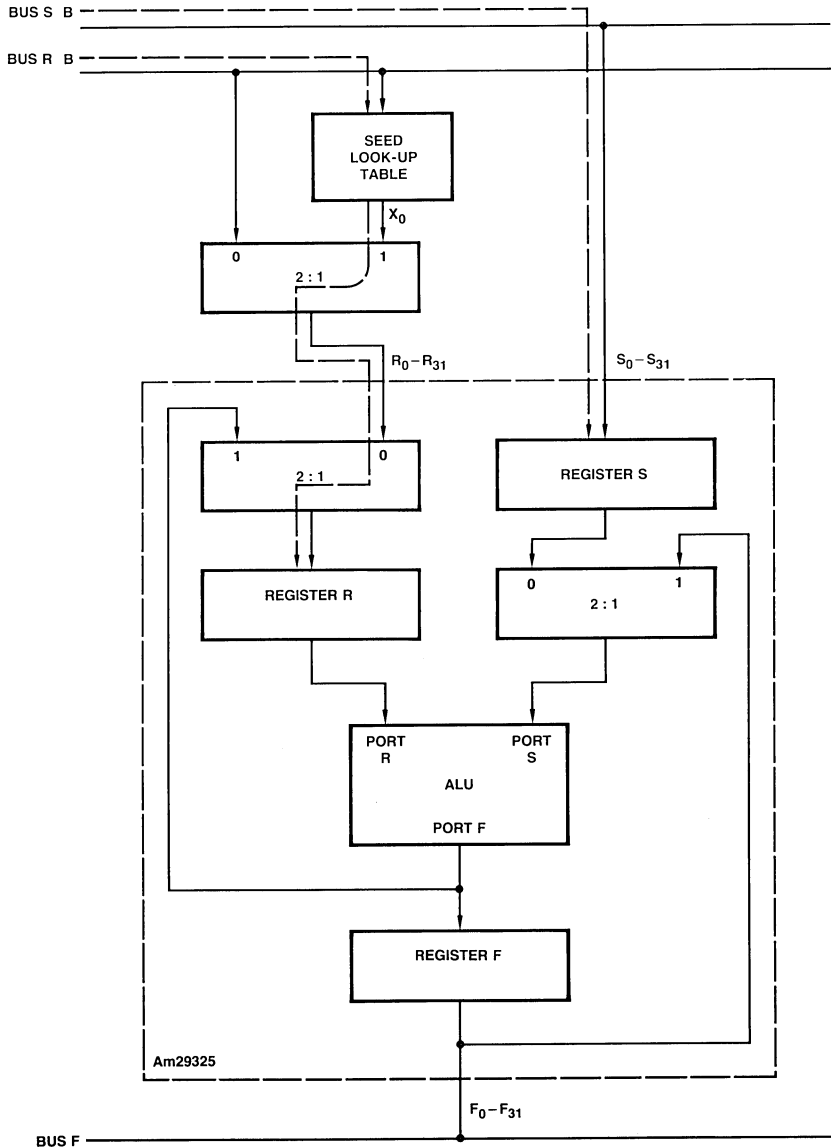 BUS S B
BUS R B
SEED
LOOK-UP
TABLE
X0
0 1
2 : 1
R0–R31 S0–S31
1 0
2 : 1
REGISTER S
0 1
2 : 1
REGISTER R
PORT R
PORT S
ALU
PORT F
REGISTER F
Am29325
F0–F31
BUS F